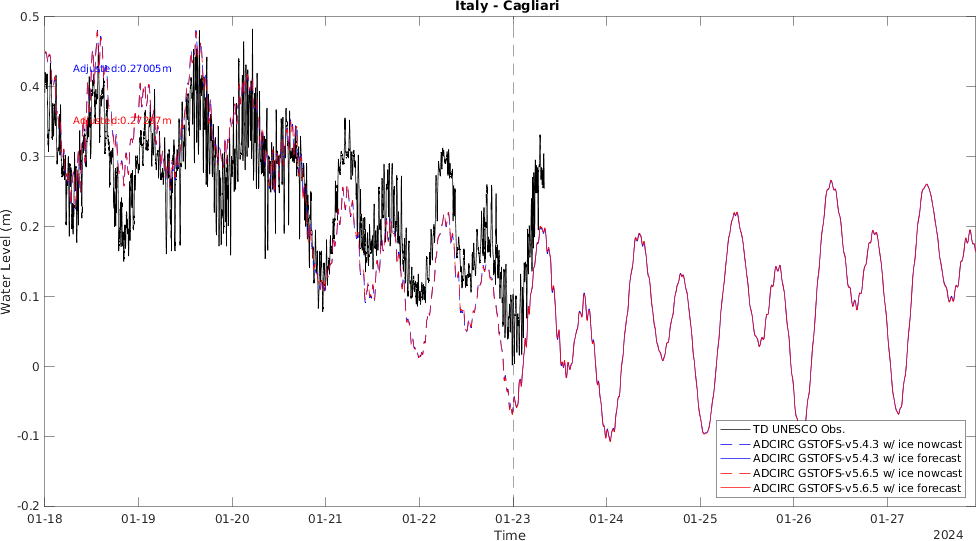 Italy - Cagliari
0.5
0.4
0.3
0.2
0.1
0
-0.1
-0.2
Water Level (m)
Adjusted:0.27005m
TD UNESCO Obs.
ADCIRC GSTOFS-v5.4.3 w/ ice nowcast
ADCIRC GSTOFS-v5.4.3 w/ ice forecast
ADCIRC GSTOFS-v5.6.5 w/ ice nowcast
ADCIRC GSTOFS-v5.6.5 w/ ice forecast
01-18 01-19 01-20 01-21 01-22 01-23 01-24 01-25 01-26 01-27
Time
2024